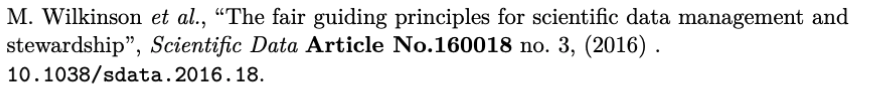 M. Wilkinson et al., “The fair guiding principles for scientific data management and
stewardship”, Scientific Data Article No.160018 no. 3, (2016) .
10.1038/sdata.2016.18.